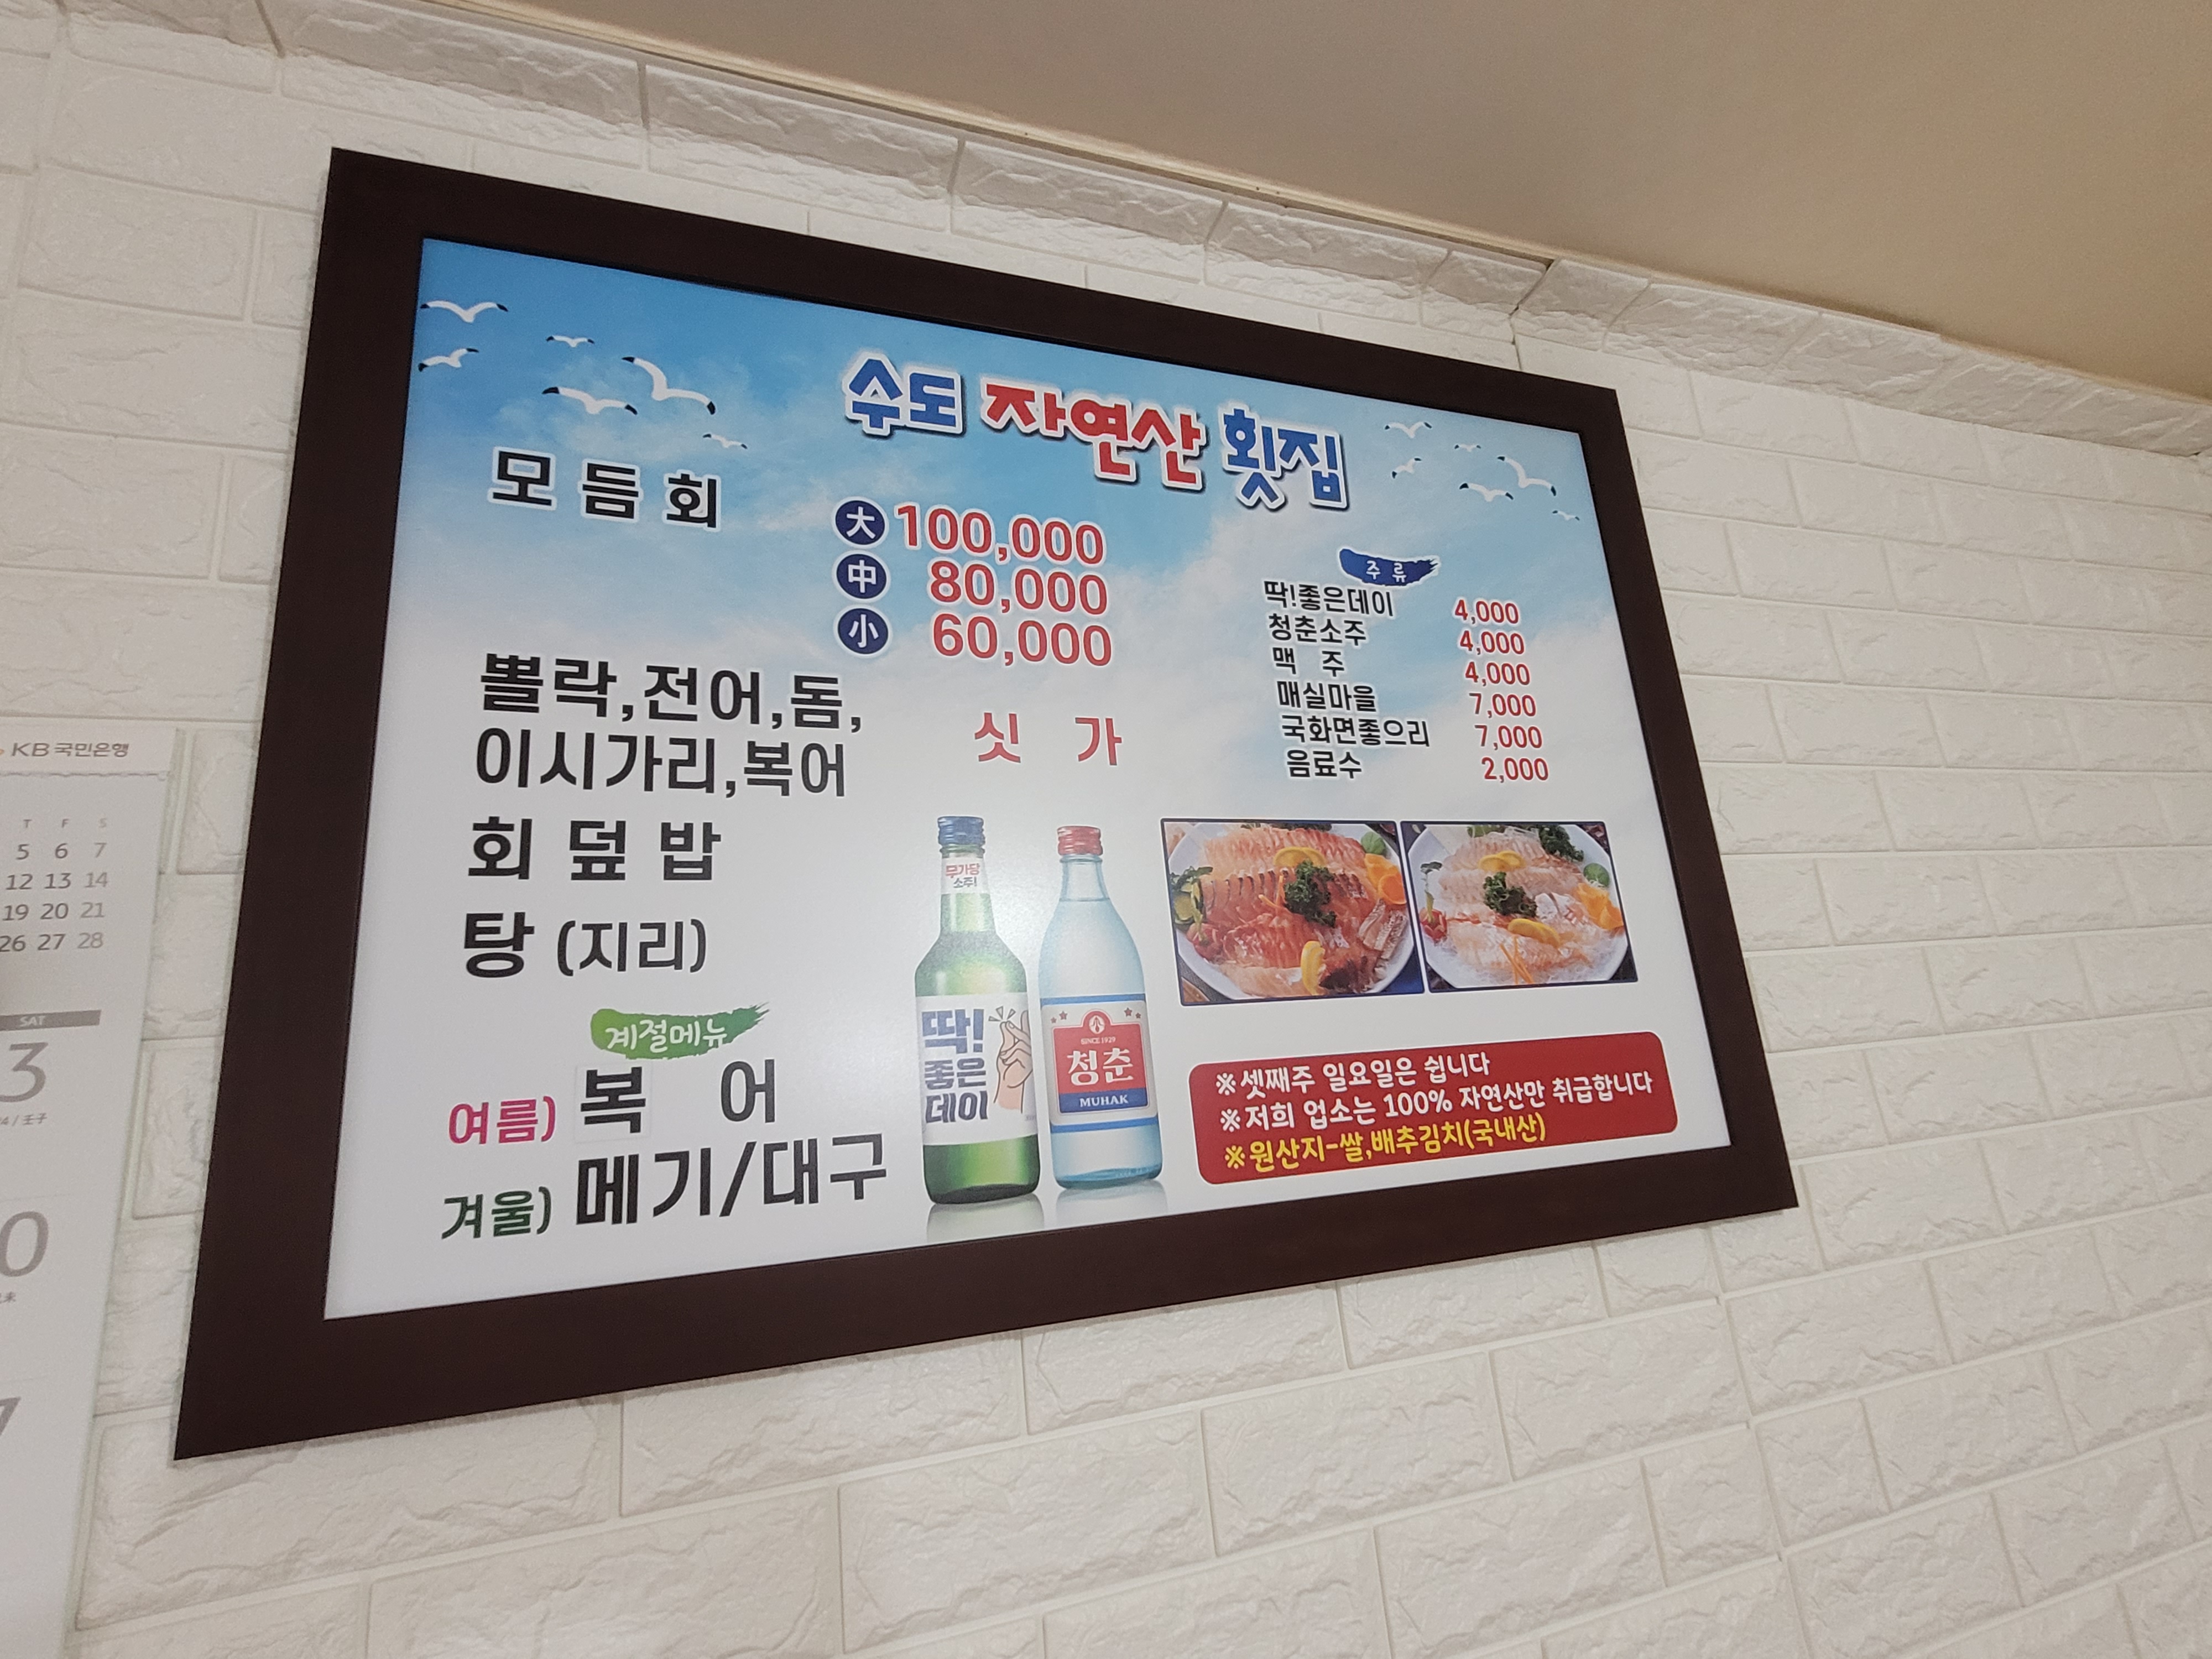 수도 자연산 횟집
모듬회
大 100,000
中 80,000
小 60,000
뽈락,전어,돔,
이시가리,복어
싯 가
회덮밥
탕 (지리)
계절메뉴
여름) 복 어
겨울) 메기/대구
주류
딱!좋은데이 4,000
청춘소주 4,000
맥 주 4,000
매실마을 7,000
국화면좋으리 7,000
음료수 2,000
무가당
소주!
딱!
좋은
데이
SINCE 1929
청춘
MUHAK
※셋째주 일요일은 쉽니다
※저희 업소는 100% 자연산만 취급합니다
※원산지-쌀,배추김치(국내산)
KB국민은행
T F S
5 6 7
12 13 14
19 20 21
26 27 28
SAT
3